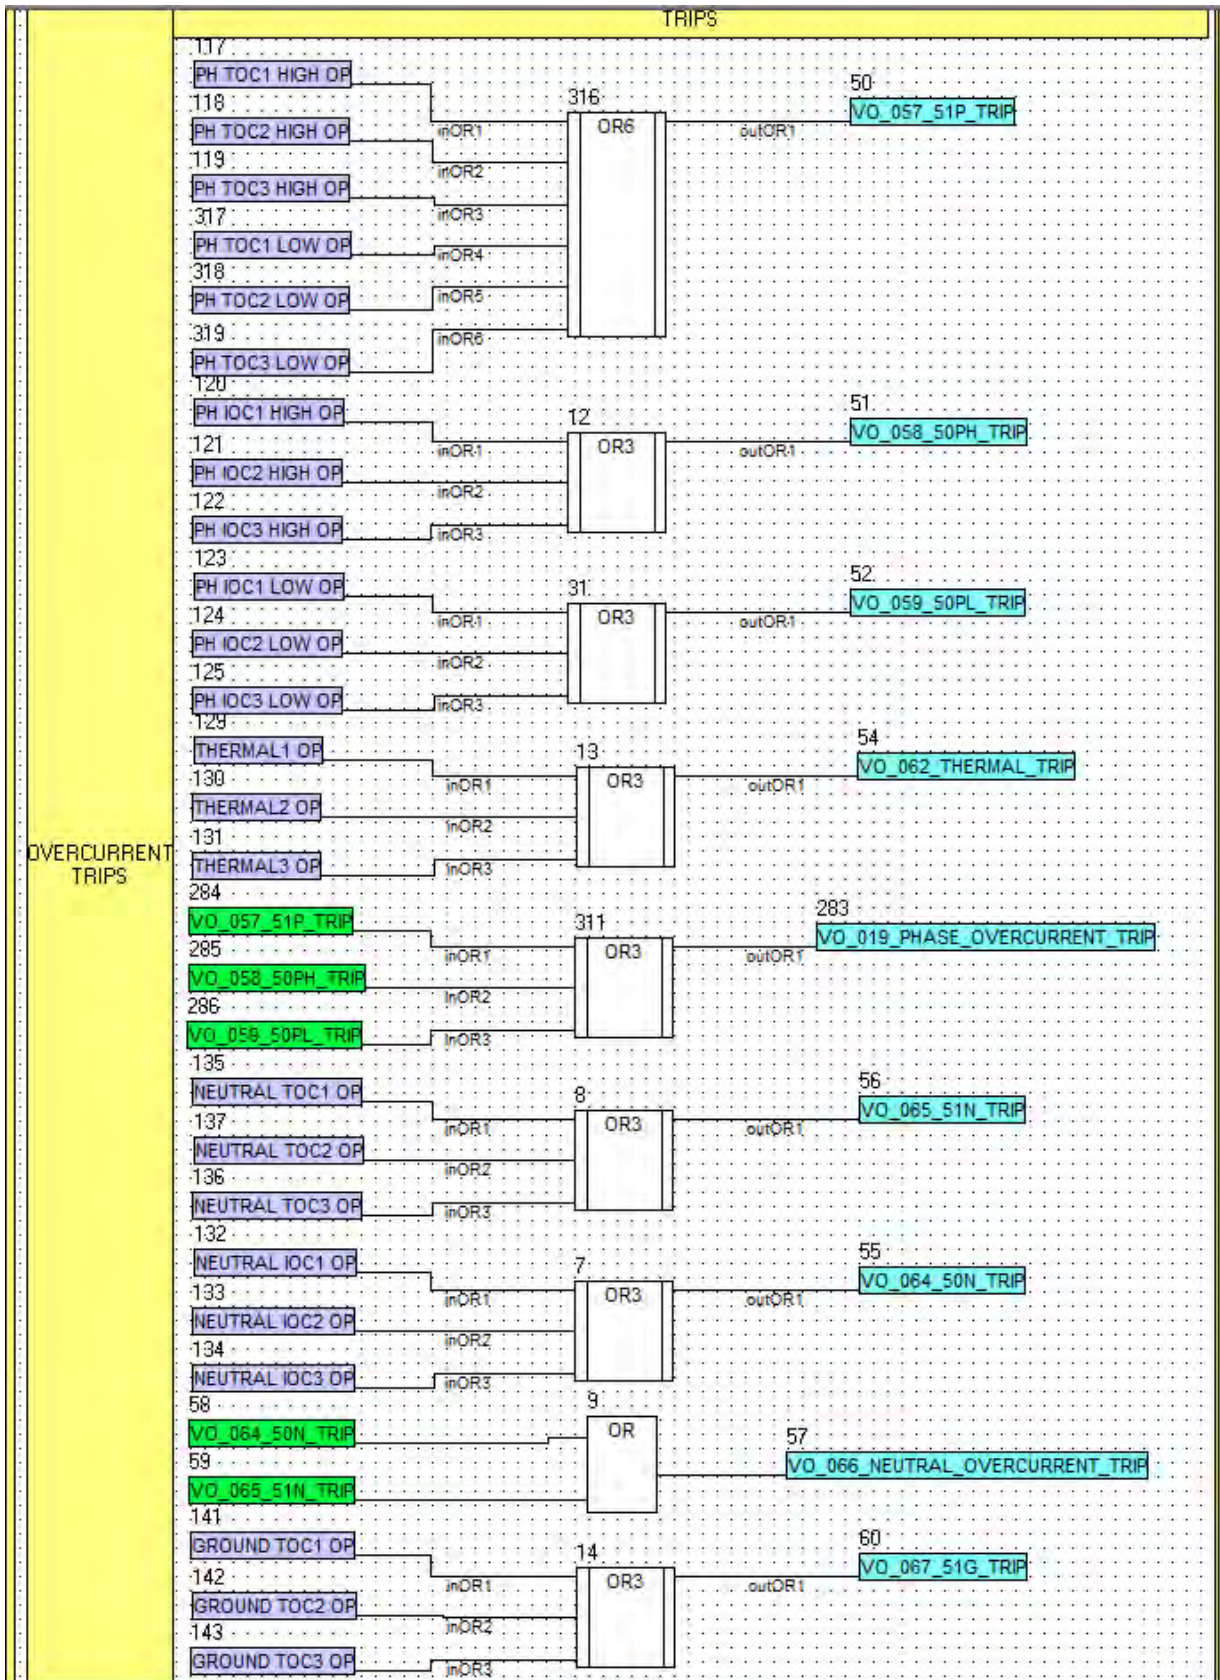 TRIPS
117
PH TOC1 HIGH OP
118
PH TOC2 HIGH OP
119
PH TOC3 HIGH OP
317
PH TOC1 LOW OP
318
PH TOC2 LOW OP
319
PH TOC3 LOW OP
316
OR6
inOR1
inOR2
inOR3
inOR4
inOR5
inOR6
outOR1
50
VO_057_51P_TRIP
120
PH IOC1 HIGH OP
121
PH IOC2 HIGH OP
122
PH IOC3 HIGH OP
12
OR3
inOR1
inOR2
inOR3
outOR1
51
VO_058_50PH_TRIP
123
PH IOC1 LOW OP
124
PH IOC2 LOW OP
125
PH IOC3 LOW OP
31
OR3
inOR1
inOR2
inOR3
outOR1
52
VO_059_50PL_TRIP
129
THERMAL1 OP
130
THERMAL2 OP
131
THERMAL3 OP
13
OR3
inOR1
inOR2
inOR3
outOR1
54
VO_062_THERMAL_TRIP
OVERCURRENT
TRIPS
284
VO_057_51P_TRIP
285
VO_058_50PH_TRIP
286
VO_059_50PL_TRIP
311
OR3
inOR1
inOR2
inOR3
outOR1
283
VO_019_PHASE_OVERCURRENT_TRIP
135
NEUTRAL TOC1 OP
137
NEUTRAL TOC2 OP
136
NEUTRAL TOC3 OP
8
OR3
inOR1
inOR2
inOR3
outOR1
56
VO_065_51N_TRIP
132
NEUTRAL IOC1 OP
133
NEUTRAL IOC2 OP
134
NEUTRAL IOC3 OP
7
OR3
inOR1
inOR2
inOR3
outOR1
55
VO_064_50N_TRIP
58
VO_064_50N_TRIP
59
VO_065_51N_TRIP
9
OR
57
VO_066_NEUTRAL_OVERCURRENT_TRIP
141
GROUND TOC1 OP
142
GROUND TOC2 OP
143
GROUND TOC3 OP
14
OR3
inOR1
inOR2
inOR3
outOR1
60
VO_067_51G_TRIP